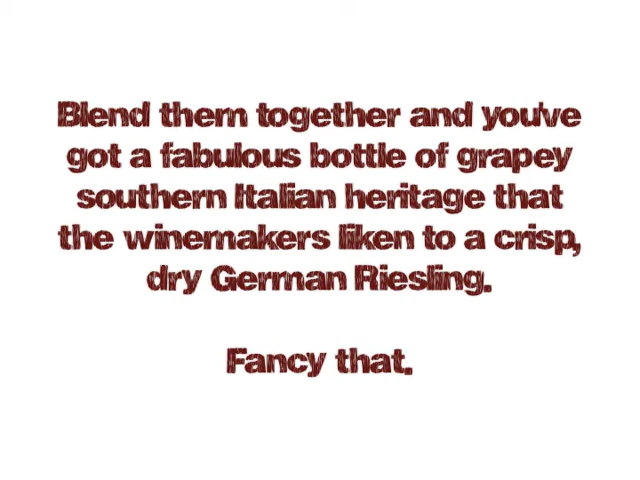 Blend them together and you've
got a fabulous bottle of grapey
southern Italian heritage that
the winemakers liken to a crisp,
dry German Riesling.
Fancy that.